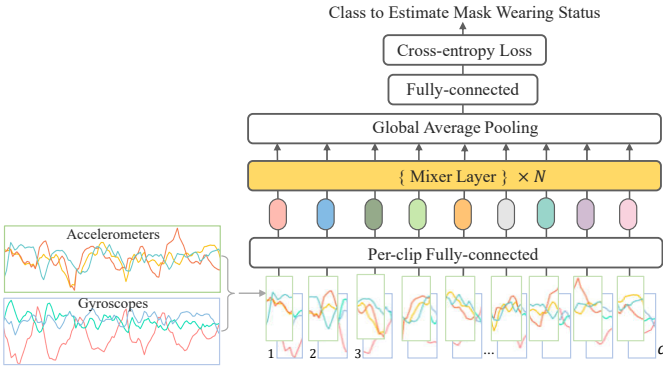 Class to Estimate Mask Wearing Status
Cross-entropy Loss
Fully-connected
Global Average Pooling
{ Mixer Layer } × N
Per-clip Fully-connected
Accelerometers
Gyroscopes
1 2 3 ...